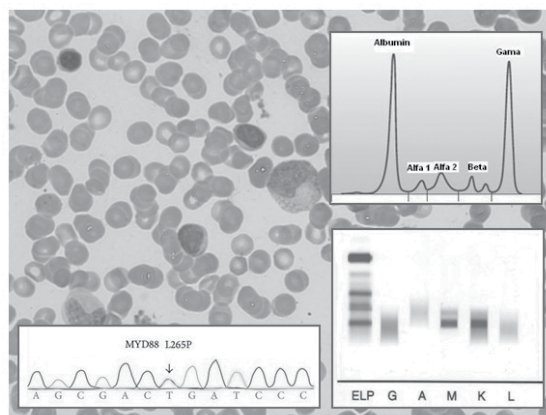 Albumin
Gama
Alfa 1 Alfa 2 Beta
MYD88 L265P
A G C G A C T G A T C C C
ELP G A M K L